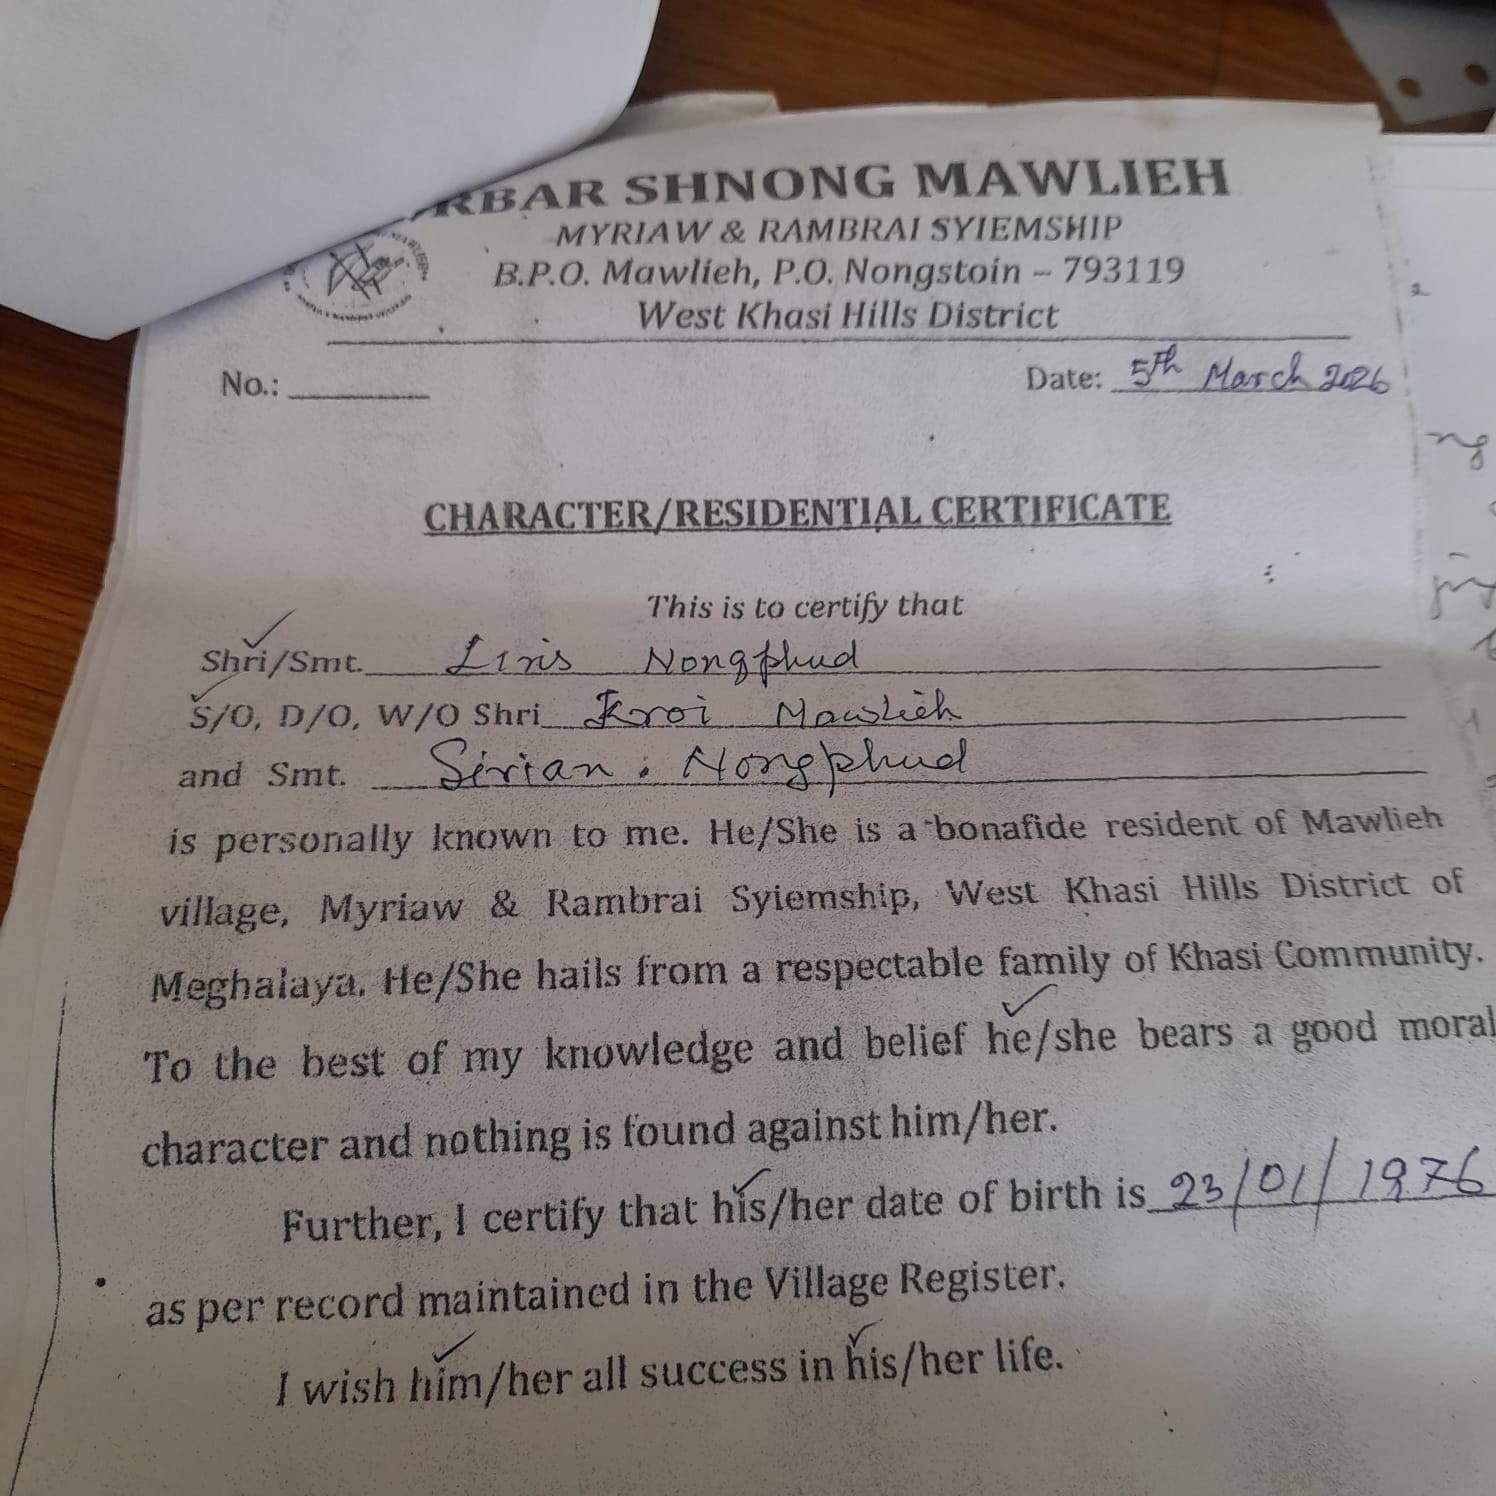 RBAR SHNONG MAWLIEH
MYRIAW & RAMBRAI SYIEMSHIP
B.P.O. Mawlieh, P.O. Nongstoin – 793119
West Khasi Hills District
No.:
Date: 5th March 2026
CHARACTER/RESIDENTIAL CERTIFICATE
This is to certify that
Shri/Smt. Liris Nongphud
S/O, D/O, W/O Shri Kroi Mawlieh
and Smt. Sirian . Nongphud
is personally known to me. He/She is a bonafide resident of Mawlieh
village, Myriaw & Rambrai Syiemship, West Khasi Hills District of
Meghalaya. He/She hails from a respectable family of Khasi Community.
To the best of my knowledge and belief he/she bears a good moral
character and nothing is found against him/her.
Further, I certify that his/her date of birth is 23/01/1976
as per record maintained in the Village Register.
I wish him/her all success in his/her life.